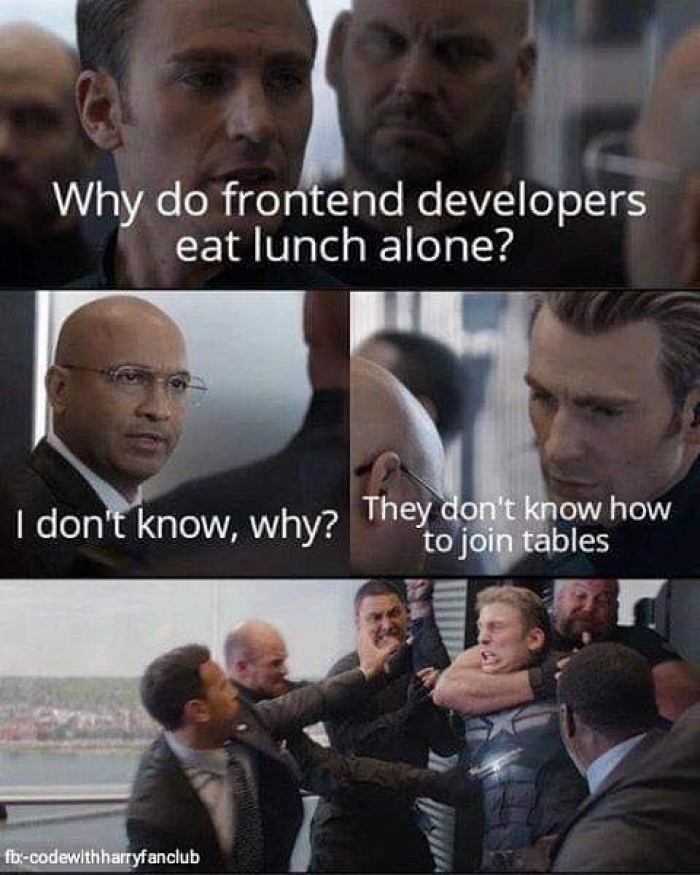 Why do frontend developers
eat lunch alone?
I don't know, why?
They don't know how
to join tables
fb:-codewithharryfanclub